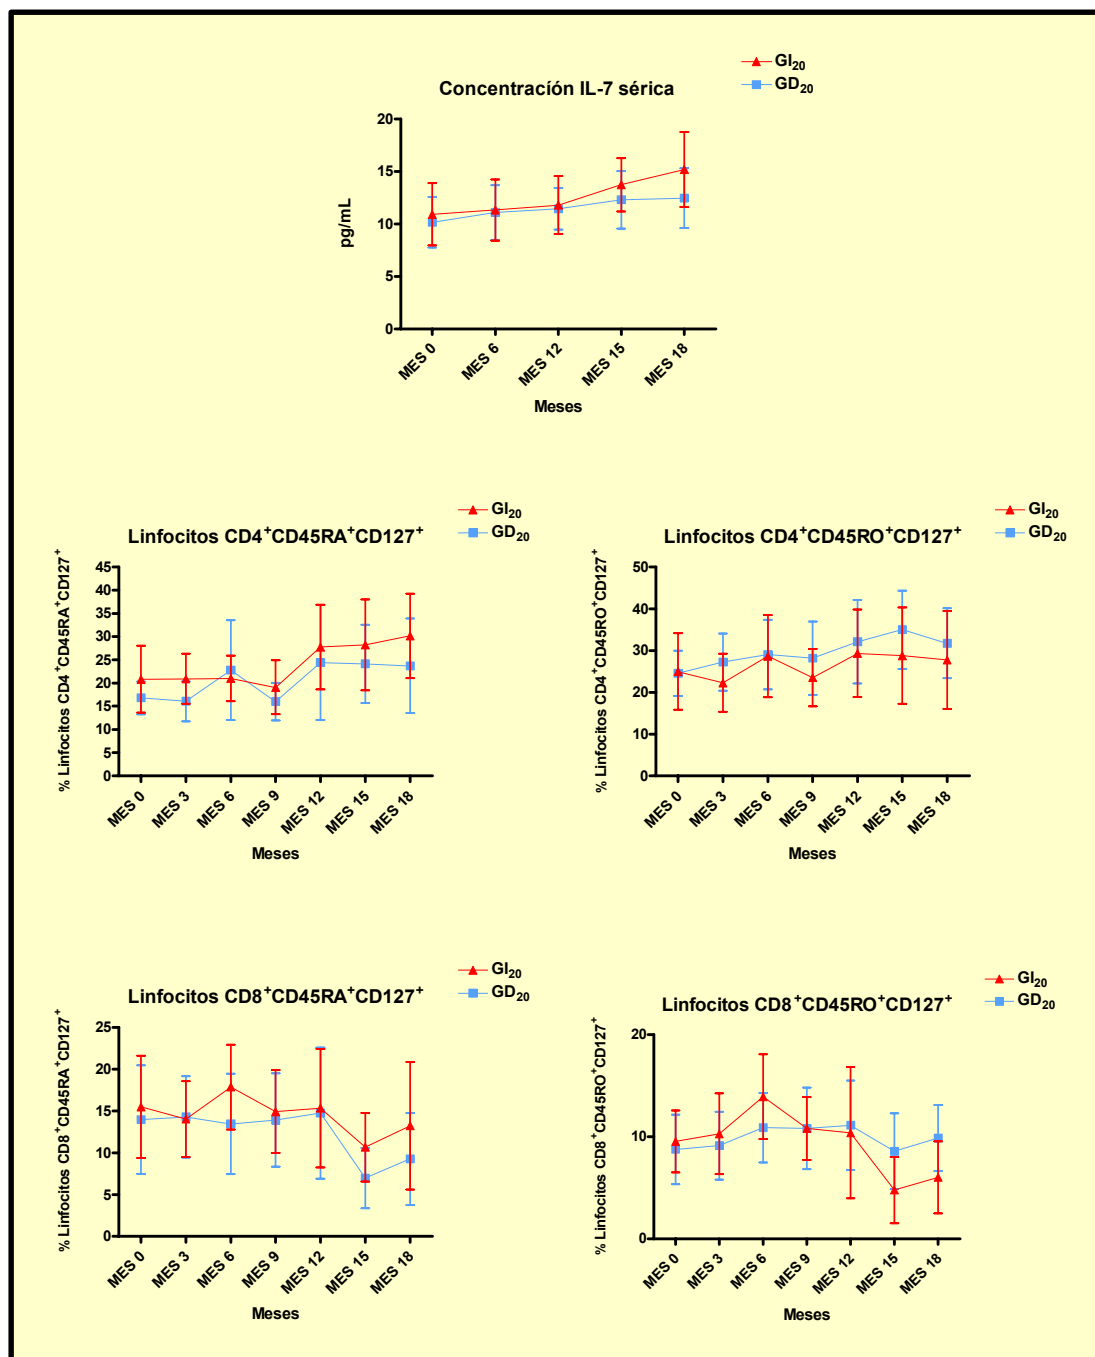 GI20
GD20
Concentracíón IL-7 sérica
20
15
10
5
0
pg/mL
MES 0
MES 6
MES 12
MES 15
MES 18
Meses
GI20
GD20
Linfocitos CD4+CD45RA+CD127+
% Linfocitos CD4+CD45RA+CD127+
45
40
35
30
25
20
15
10
5
0
MES 0
MES 3
MES 6
MES 9
MES 12
MES 15
MES 18
Meses
GI20
GD20
Linfocitos CD4+CD45RO+CD127+
% Linfocitos CD4+CD45RO+CD127+
50
40
30
20
10
0
MES 0
MES 3
MES 6
MES 9
MES 12
MES 15
MES 18
Meses
GI20
GD20
Linfocitos CD8+CD45RA+CD127+
% Linfocitos CD8+CD45RA+CD127+
25
20
15
10
5
0
MES 0
MES 3
MES 6
MES 9
MES 12
MES 15
MES 18
Meses
GI20
GD20
Linfocitos CD8+CD45RO+CD127+
% Linfocitos CD8+CD45RO+CD127+
20
10
0
MES 0
MES 3
MES 6
MES 9
MES 12
MES 15
MES 18
Meses